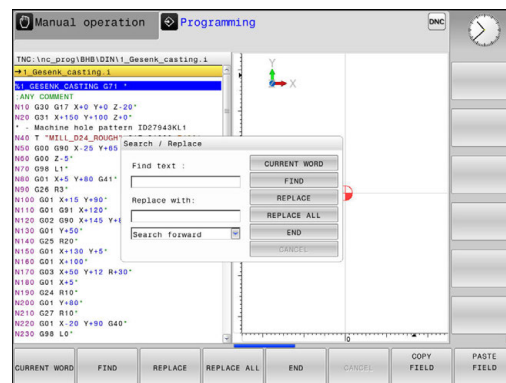 Manual operation
Programming
DNC
TNC:\nc_prog\BHB\DIN\1_Gesenk_casting.i
→1_Gesenk_casting.i
%1_GESENK_CASTING G71 *
;ANY COMMENT
N10 G30 G17 X+0 Y+0 Z-20*
N20 G31 X+150 Y+100 Z+0*
* - Machine hole pattern ID27943KL1
N40 T "MILL_D24_ROUGH"
N50 G00 G90 X-25 Y+65
N60 G00 Z-5*
N70 G98 L1*
N80 G01 X+5 Y+80 G41*
N90 G26 R3*
N100 G01 X+15 Y+90*
N110 G01 G91 X+120*
N120 G02 G90 X+145 Y+
N130 G01 Y+50*
N140 G25 R20*
N150 G01 X+130 Y+5*
N160 G01 X+100*
N170 G03 X+50 Y+12 R+30*
N180 G01 X+5*
N190 G24 R10*
N200 G01 Y+80*
N210 G27 R10*
N220 G01 X-20 Y+90 G40*
N230 G98 L0*
Y
X
0
Search / Replace
Find text :
CURRENT WORD
FIND
Replace with:
REPLACE
REPLACE ALL
Search forward
END
CANCEL
CURRENT WORD
FIND
REPLACE
REPLACE ALL
END
CANCEL
COPY
FIELD
PASTE
FIELD